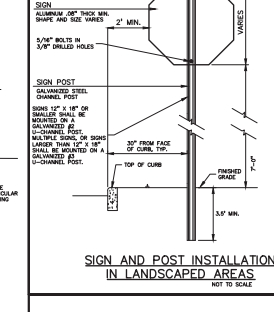 SIGN
ALUMINUM .08" THICK MIN.
SHAPE AND SIZE VARIES
2' MIN.
5/16" BOLTS IN
3/8" DRILLED HOLES
VARIES
SIGN POST
GALVANIZED STEEL
CHANNEL POST
SIGNS 12" X 18" OR
SMALLER SHALL BE
MOUNTED ON A
GALVANIZED #2
U-CHANNEL POST.
MULTIPLE SIGNS, OR SIGNS
LARGER THAN 12" X 18"
SHALL BE MOUNTED ON A
GALVANIZED #3
U-CHANNEL POST.
30" FROM FACE
OF CURB, TYP.
7'-0"
TOP OF CURB
FINISHED
GRADE
3.5' MIN.
SIGN AND POST INSTALLATION
IN LANDSCAPED AREAS
NOT TO SCALE